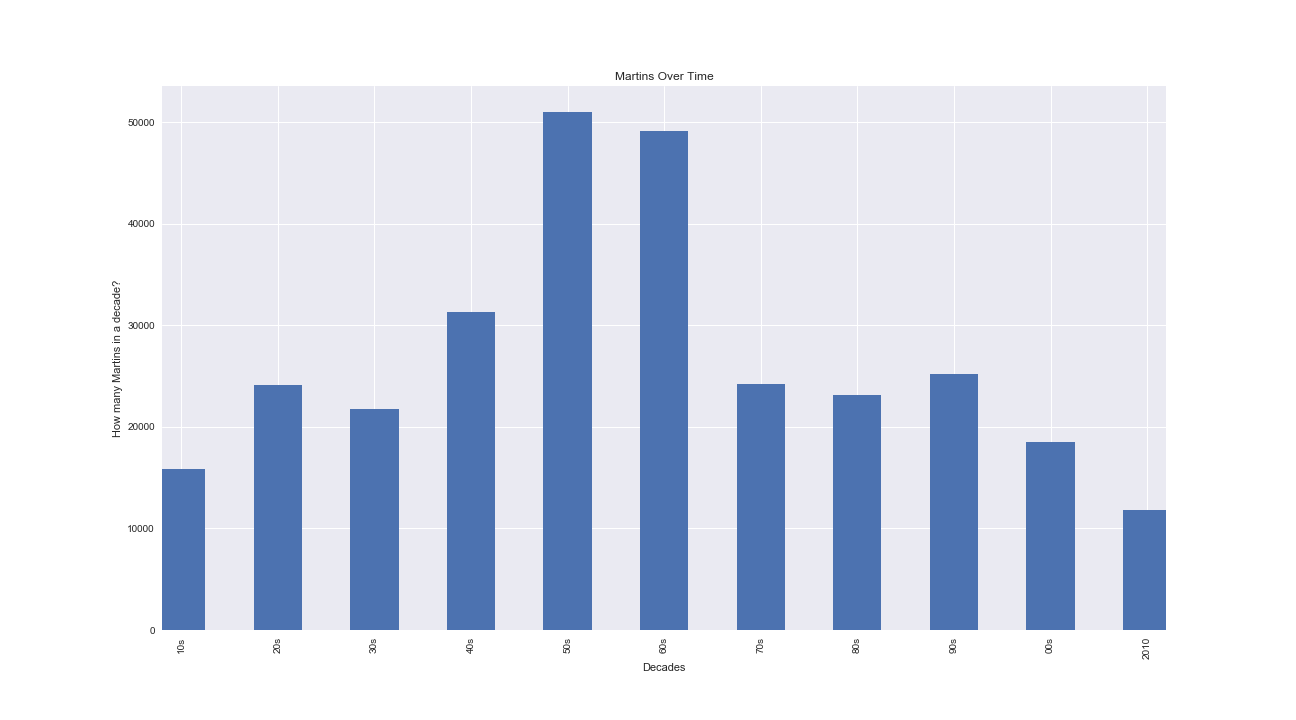 Martins Over Time
How many Martins in a decade?
50000
40000
30000
20000
10000
0
10s
20s
30s
40s
50s
60s
70s
80s
90s
00s
2010
Decades